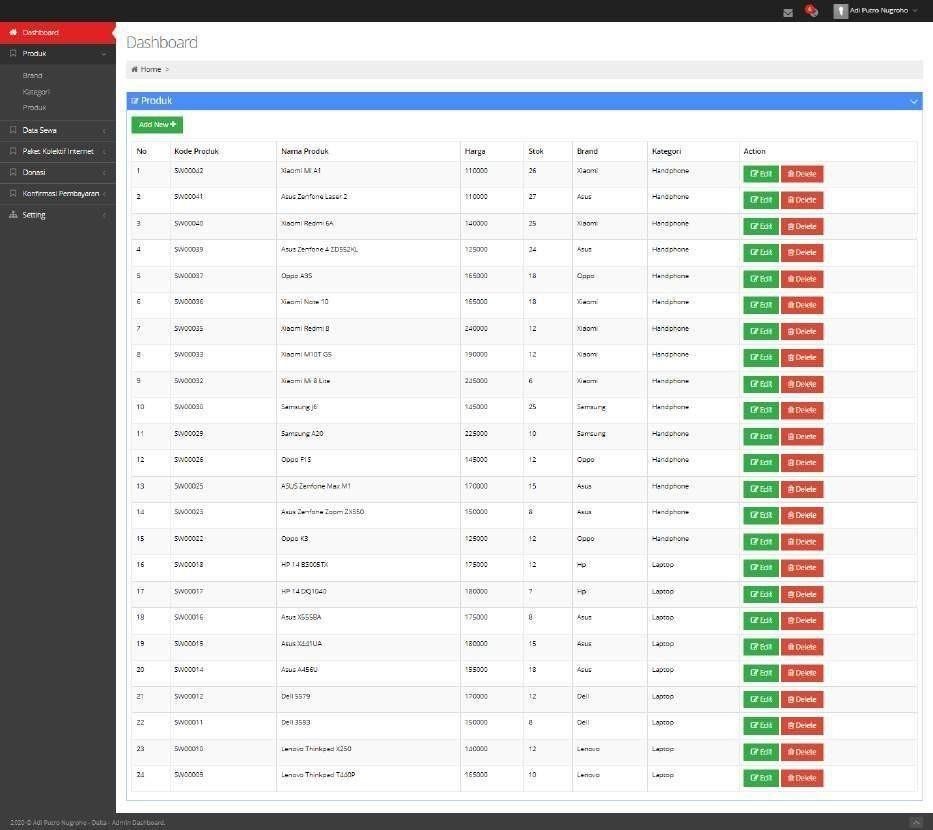 6
Adi Putro Nugroho
Dashboard
Produk
Brand
Kategori
Produk
Data Sewa
Paket Kolektif Internet
Donasi
Konfirmasi Pembayaran
Setting
Dashboard
Home >
Produk
Add New +
No Kode Produk Nama Produk Harga Stok Brand Kategori Action
1 SW00042 Xiaomi Mi A1 110000 26 Xiaomi Handphone Edit Delete
2 SW00041 Asus Zenfone Laser 2 110000 27 Asus Handphone Edit Delete
3 SW00040 Xiaomi Redmi 6A 140000 25 Xiaomi Handphone Edit Delete
4 SW00039 Asus Zenfone 4 ZD552KL 125000 24 Asus Handphone Edit Delete
5 SW00037 Oppo 165000 18 Oppo Handphone Edit Delete
6 SW00036 Xiaomi Note 10 18 Xiaomi Handphone Edit Delete
7 SW00035 Xiaomi Redmi 8 240000 12 Xiaomi Handphone Edit Delete
8 SW00033 Xiaomi M10T G5 190000 12 Xiaomi Handphone Edit Delete
9 SW00032 Xiaomi Mi 8 Lite 245000 6 Xiaomi Handphone Edit Delete
10 SW00030 Samsung J6 145000 25 Samsung Handphone Edit Delete
11 SW00029 Samsung A20 225000 10 Samsung Handphone Edit Delete
12 SW00026 Oppo F1S 145000 12 Oppo Handphone Edit Delete
13 SW00025 ASUS Zenfone Max M1 170000 15 Asus Handphone Edit Delete
14 SW00023 Asus Zenfone Zoom ZX550 150000 8 Asus Handphone Edit Delete
15 SW00022 Oppo K3 125000 12 Oppo Handphone Edit Delete
16 SW00018 HP 14 BS005TX 175000 12 Hp Laptop Edit Delete
17 SW00017 HP 14 DQ1040 180000 7 Hp Laptop Edit Delete
18 SW00016 Asus X555BA 175000 8 Asus Laptop Edit Delete
19 SW00015 Asus X441UA 180000 15 Asus Laptop Edit Delete
20 SW00014 Asus A456U 155000 18 Asus Laptop Edit Delete
21 SW00012 Dell 5579 170000 12 Dell Laptop Edit Delete
22 SW00011 Dell 3593 150000 8 Dell Laptop Edit Delete
23 SW00010 Lenovo Thinkpad X250 140000 12 Lenovo Laptop Edit Delete
24 SW00009 Lenovo Thinkpad T440P 165000 10 Lenovo Laptop Edit Delete
2020 © Adi Putro Nugroho - Delta - Admin Dashboard.